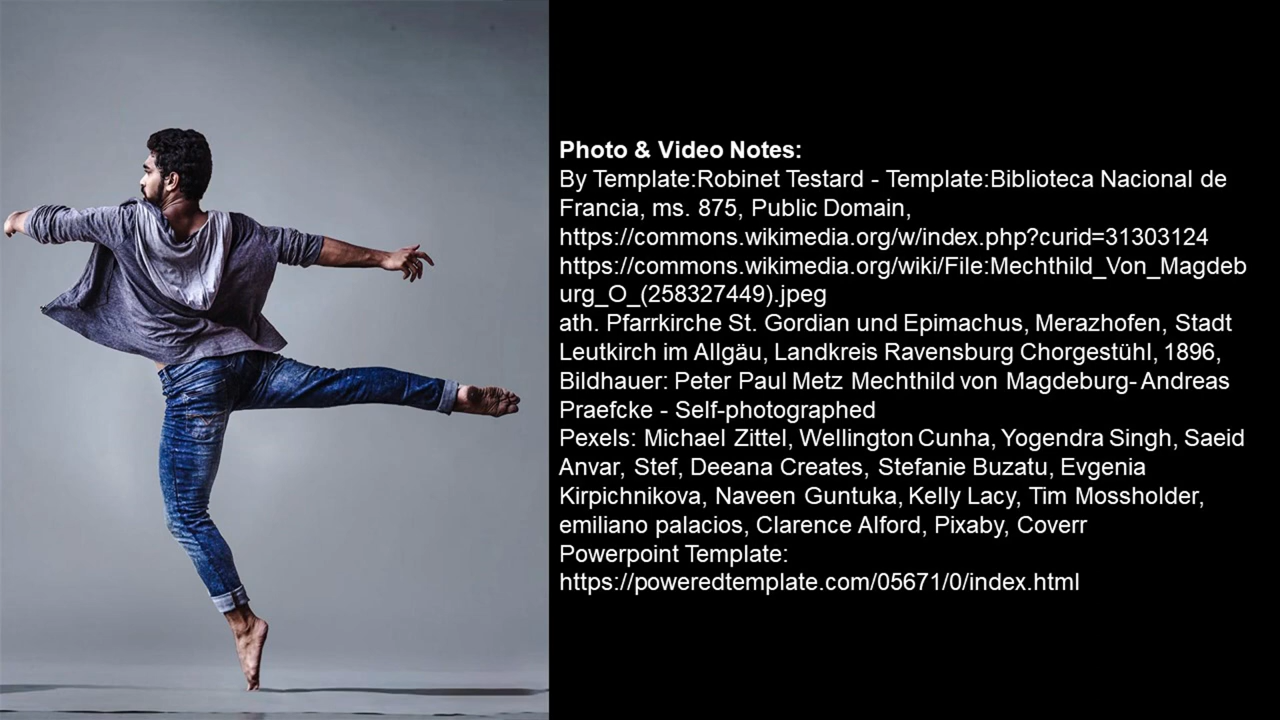 Photo & Video Notes:
By Template:Robinet Testard - Template:Biblioteca Nacional de
Francia, ms. 875, Public Domain,
https://commons.wikimedia.org/w/index.php?curid=31303124
https://commons.wikimedia.org/wiki/File:Mechthild_Von_Magdeb
urg_O_(258327449).jpeg
ath. Pfarrkirche St. Gordian und Epimachus, Merazhofen, Stadt
Leutkirch im Allgäu, Landkreis Ravensburg Chorgestühl, 1896,
Bildhauer: Peter Paul Metz Mechthild von Magdeburg- Andreas
Praefcke - Self-photographed
Pexels: Michael Zittel, Wellington Cunha, Yogendra Singh, Saeid
Anvar, Stef, Deeana Creates, Stefanie Buzatu, Evgenia
Kirpichnikova, Naveen Guntuka, Kelly Lacy, Tim Mossholder,
emiliano palacios, Clarence Alford, Pixaby, Coverr
Powerpoint Template:
https://poweredtemplate.com/05671/0/index.html